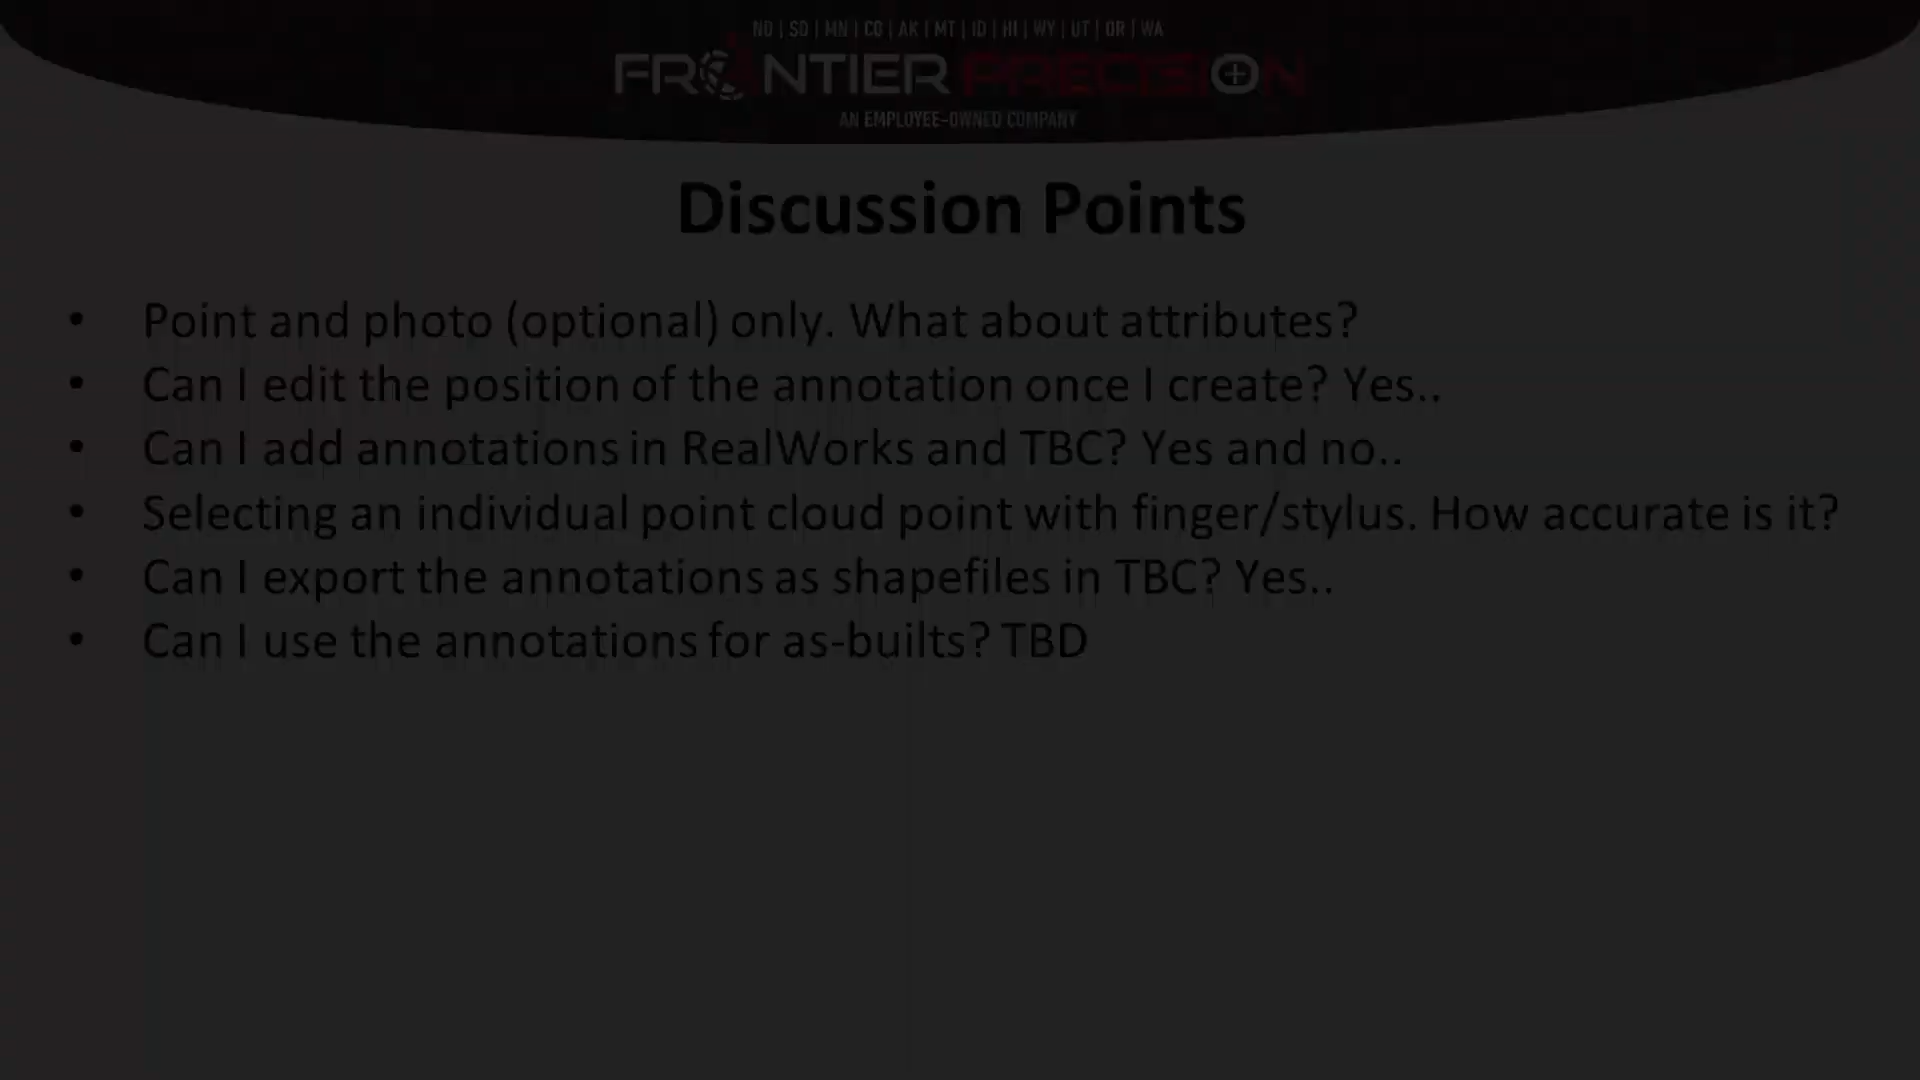 ND | SD | MN | CO | AK | MT | ID | HI | WY | UT | OR | WA
FRONTIER PRECISION
AN EMPLOYEE-OWNED COMPANY
Discussion Points
• Point and photo (optional) only. What about attributes?
• Can I edit the position of the annotation once I create? Yes..
• Can I add annotations in RealWorks and TBC? Yes and no..
• Selecting an individual point cloud point with finger/stylus. How accurate is it?
• Can I export the annotations as shapefiles in TBC? Yes..
• Can I use the annotations for as-builts? TBD